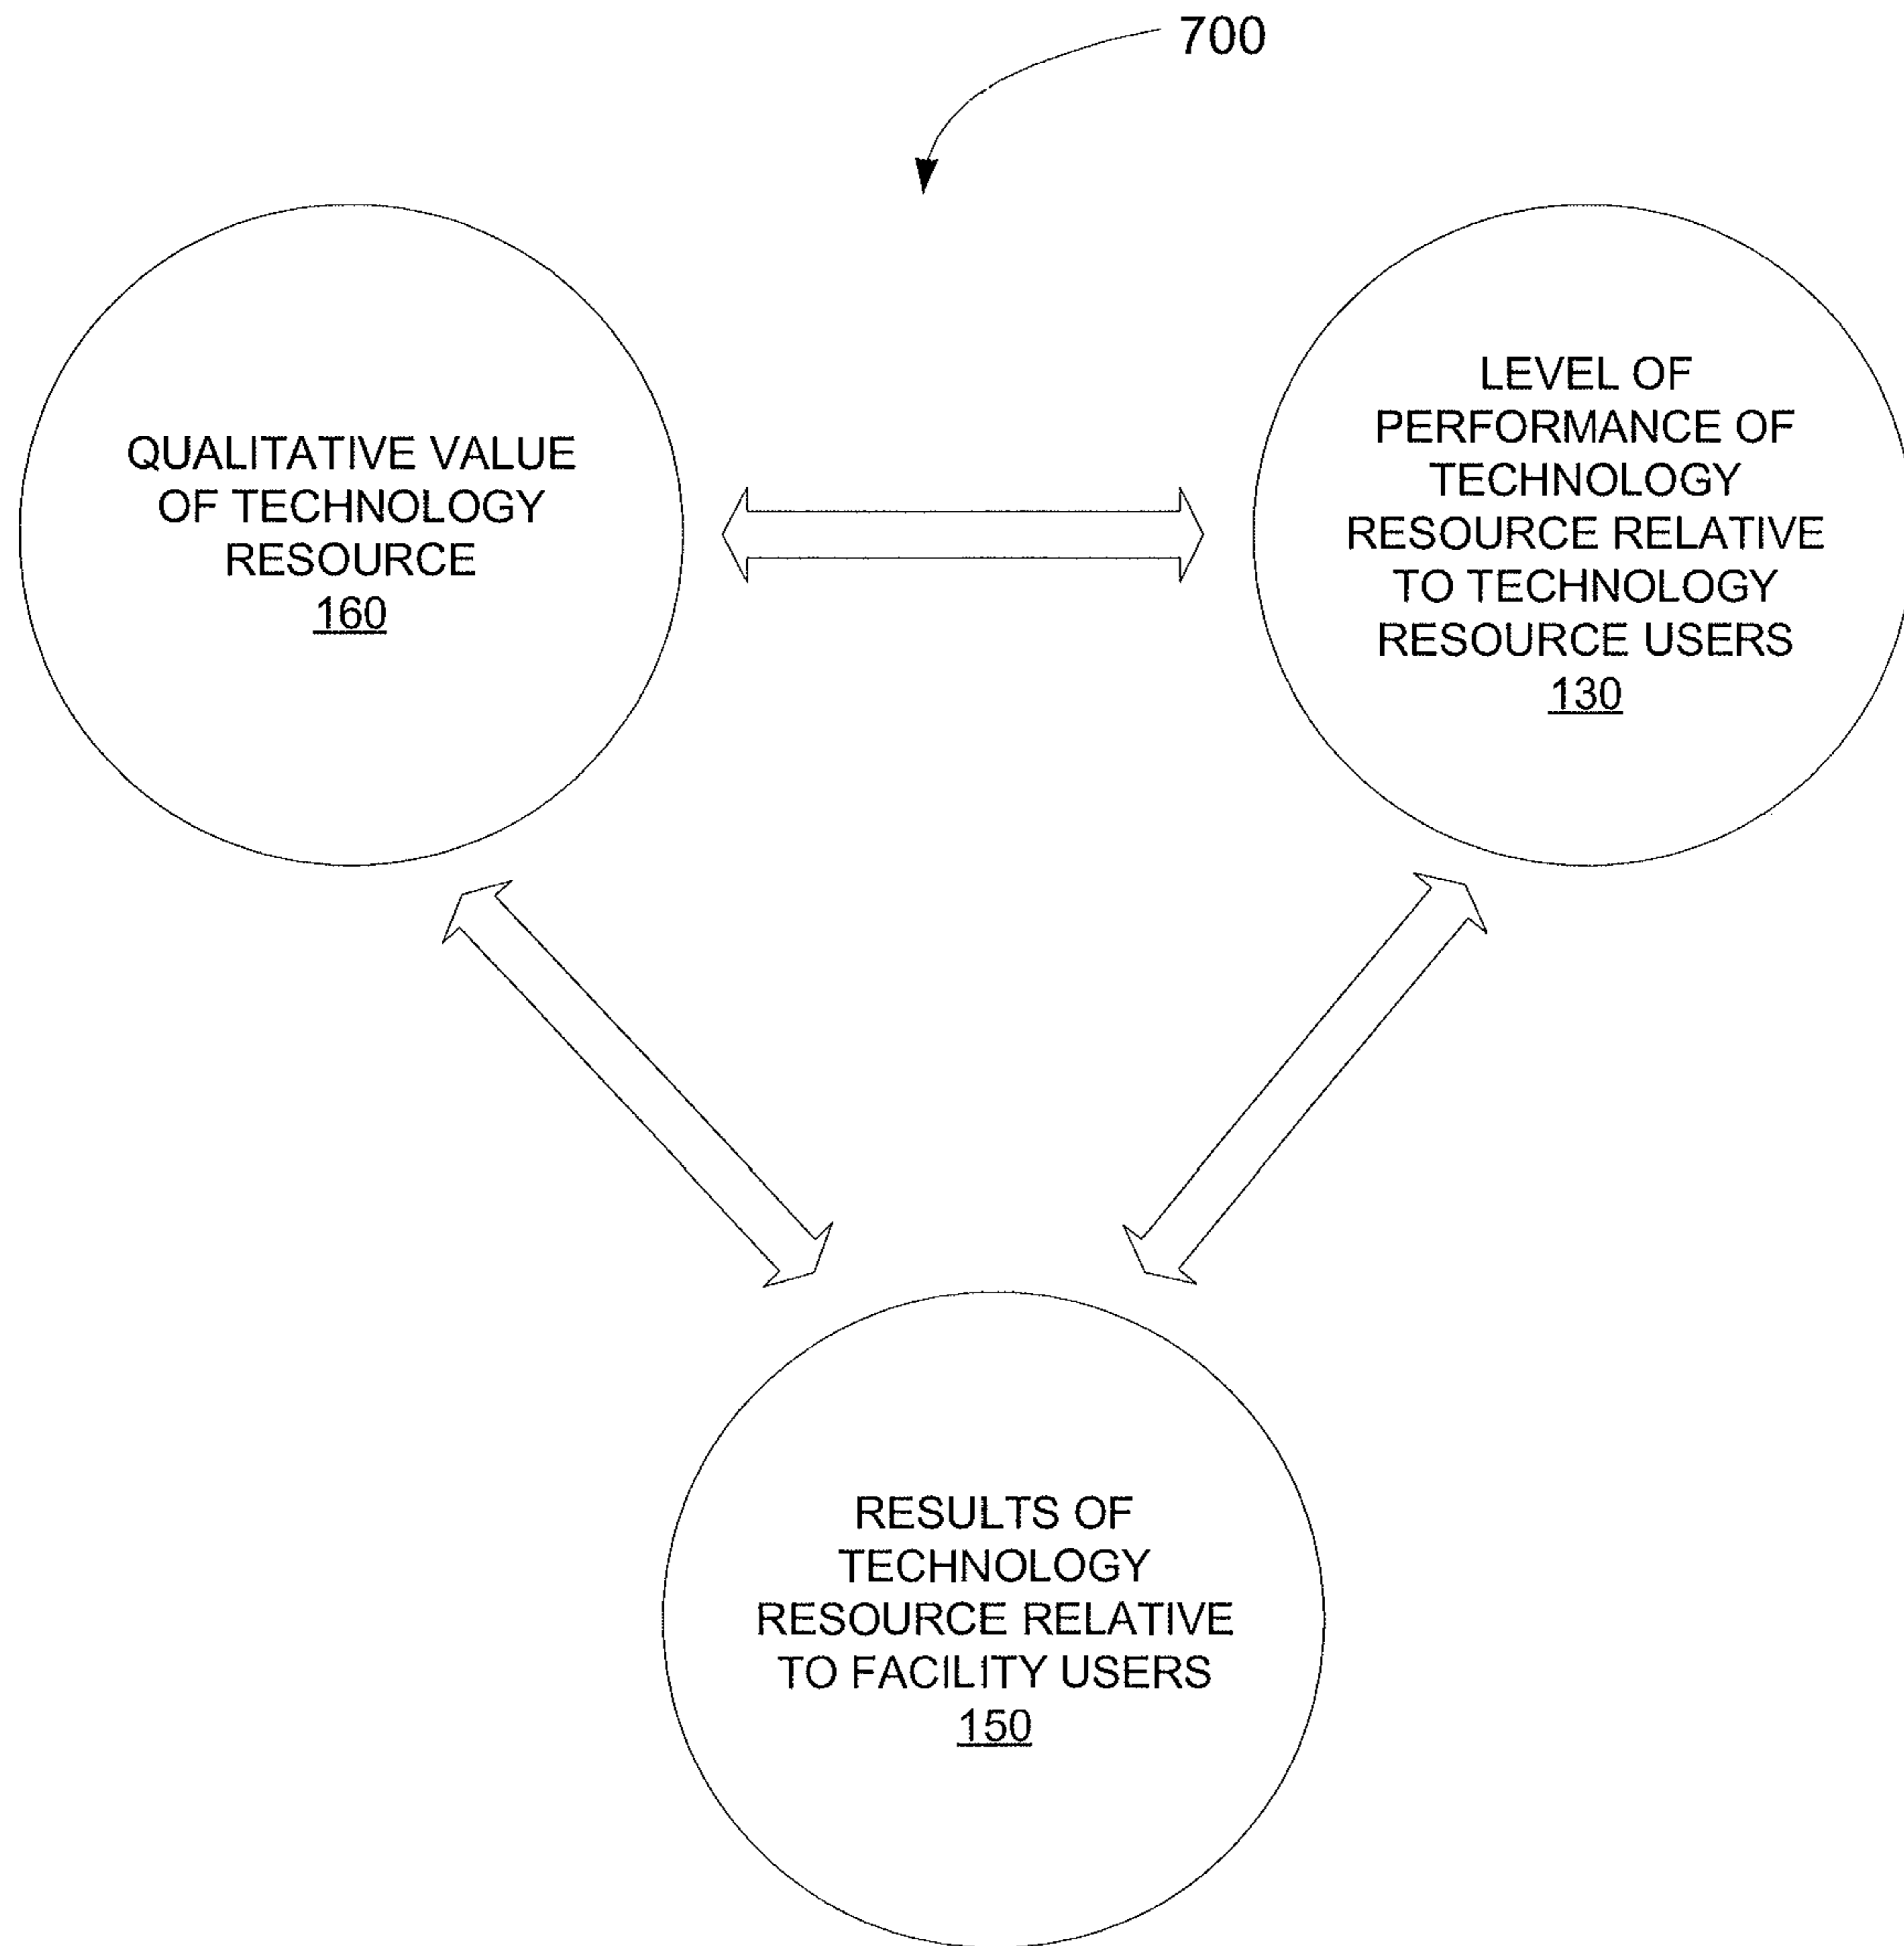 700
QUALITATIVE VALUE
OF TECHNOLOGY
RESOURCE
160
LEVEL OF
PERFORMANCE OF
TECHNOLOGY
RESOURCE RELATIVE
TO TECHNOLOGY
RESOURCE USERS
130
RESULTS OF
TECHNOLOGY
RESOURCE RELATIVE
TO FACILITY USERS
150